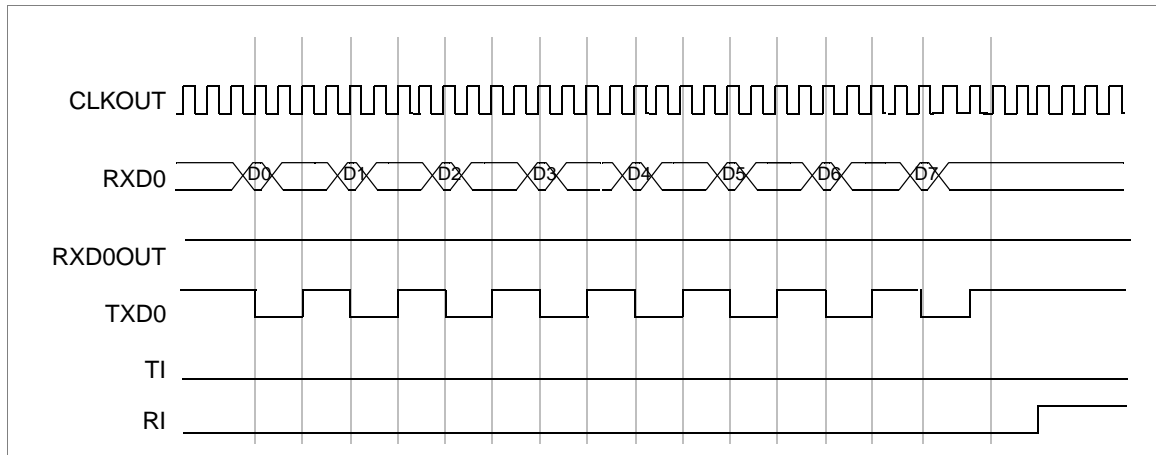 CLKOUT
RXD0
D0 D1 D2 D3 D4 D5 D6 D7
RXD0OUT
TXD0
TI
RI